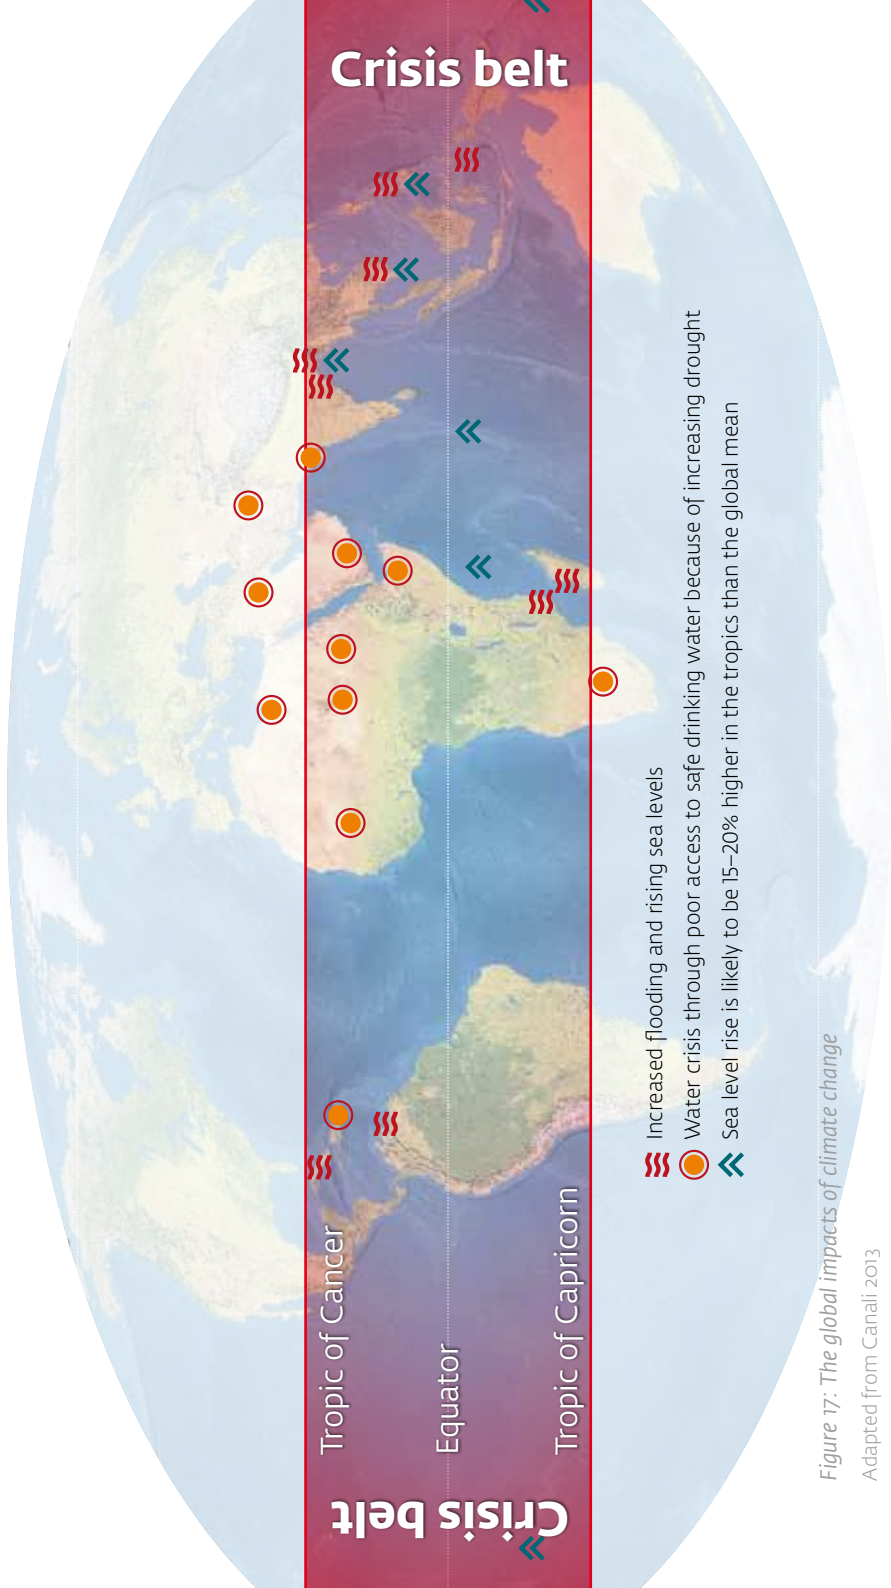 Crisis belt
Tropic of Cancer
Equator
Tropic of Capricorn
Crisis belt
Increased flooding and rising sea levels
Water crisis through poor access to safe drinking water because of increasing drought
Sea level rise is likely to be 15–20% higher in the tropics than the global mean
Figure 17: The global impacts of climate change
Adapted from Canali 2013